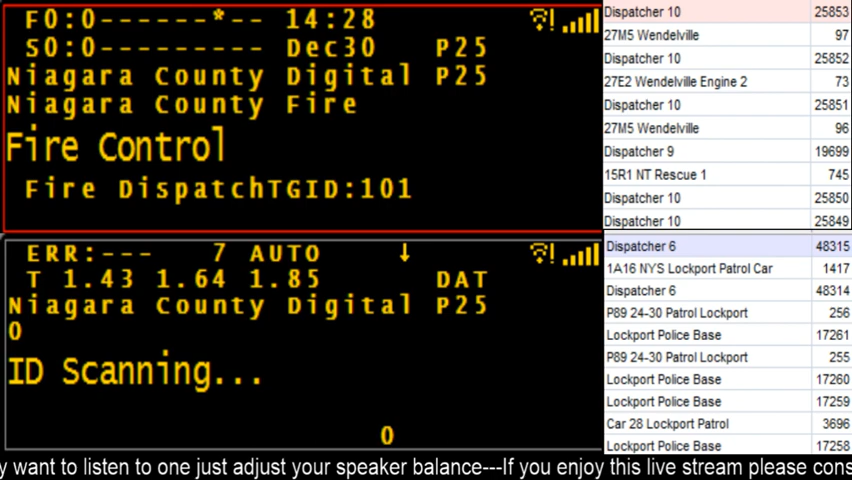 F0:0------*-- 14:28
S0:0--------- Dec30 P25
Niagara County Digital P25
Niagara County Fire
Fire Control
Fire DispatchTGID:101
Dispatcher 10 25853
27M5 Wendelville 97
Dispatcher 10 25852
27E2 Wendelville Engine 2 73
Dispatcher 10 25851
27M5 Wendelville 96
Dispatcher 9 19699
15R1 NT Rescue 1 745
Dispatcher 10 25850
Dispatcher 10 25849
ERR:--- 7 AUTO ↓
T 1.43 1.64 1.85 DAT
Niagara County Digital P25
0
ID Scanning...
0
Dispatcher 6 48315
1A16 NYS Lockport Patrol Car 1417
Dispatcher 6 48314
P89 24-30 Patrol Lockport 256
Lockport Police Base 17261
P89 24-30 Patrol Lockport 255
Lockport Police Base 17260
Lockport Police Base 17259
Car 28 Lockport Patrol 3696
Lockport Police Base 17258
y want to listen to one just adjust your speaker balance---If you enjoy this live stream please cons